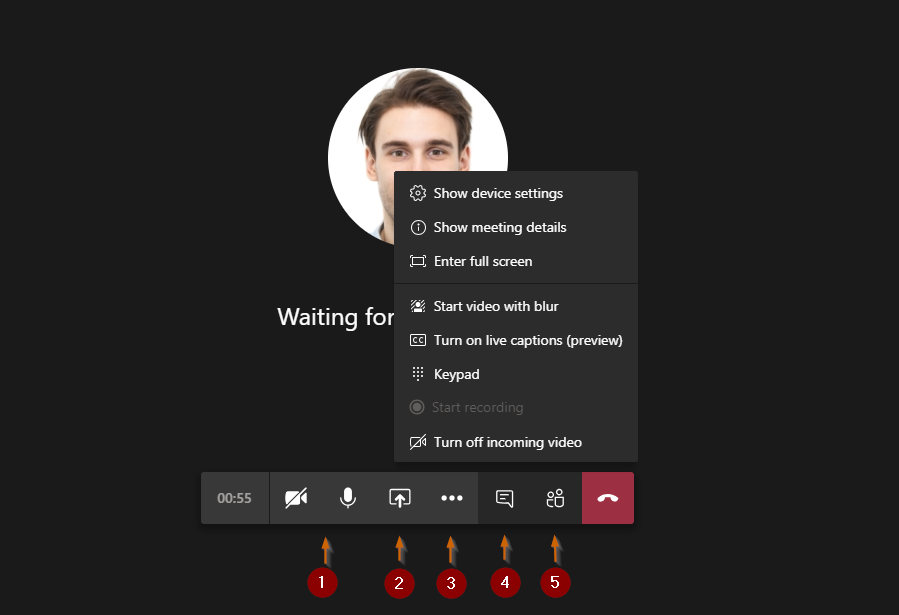 Show device settings
Show meeting details
Enter full screen
Waiting for
Start video with blur
CC Turn on live captions (preview)
Keypad
Start recording
Turn off incoming video
00:55
1 2 3 4 5